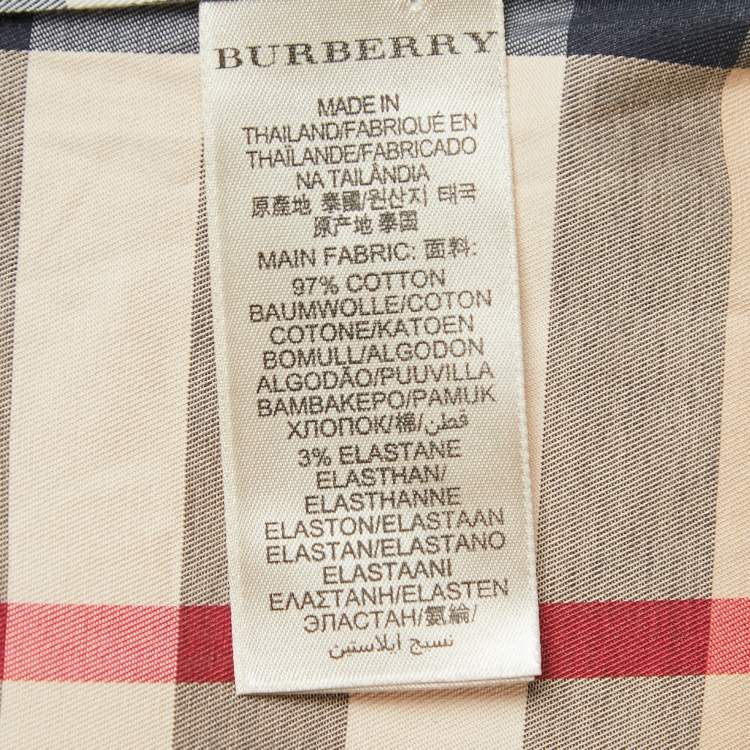 BURBERRY
MADE IN
THAILAND/FABRIQUÉ EN
THAÏLANDE/FABRICADO
NA TAILÂNDIA
原產地 泰國/원산지 태국
原产地 泰国
MAIN FABRIC: 面料:
97% COTTON
BAUMWOLLE/COTON
COTONE/KATOEN
BOMULL/ALGODON
ALGODÃO/PUUVILLA
ΒΑΜΒΑΚΕΡΟ/PAMUK
ХЛОПОК/棉/قطن
3% ELASTANE
ELASTHAN/
ELASTHANNE
ELASTON/ELASTAAN
ELASTAN/ELASTANO
ELASTAANI
ΕΛΑΣΤΑΝΗ/ELASTEN
ЭЛАСТАН/氨綸/
نسيج ايلاستين